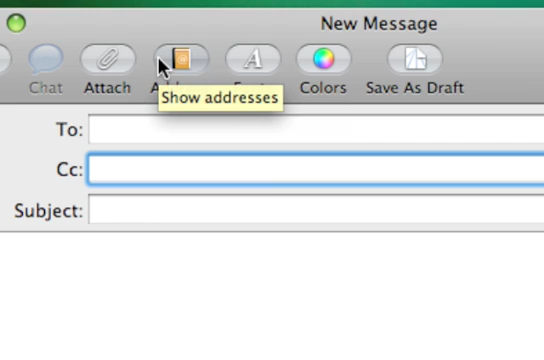 New Message
Chat Attach Colors Save As Draft
Show addresses
To:
Cc:
Subject: